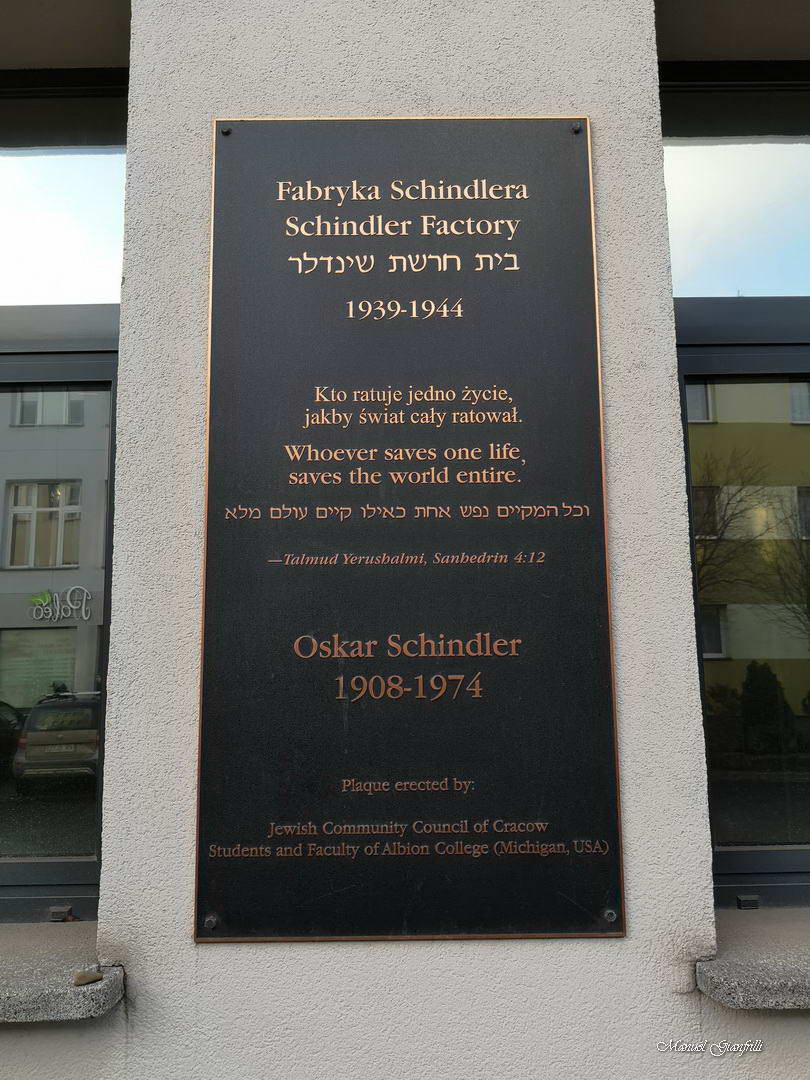 Fabryka Schindlera
Schindler Factory
בית חרשת שינדלר
1939-1944
Kto ratuje jedno życie,
jakby świat cały ratował.
Whoever saves one life,
saves the world entire.
וכל המקיים נפש אחת כאילו קיים עולם מלא
—Talmud Yerushalmi, Sanhedrin 4:12
Oskar Schindler
1908-1974
Plaque erected by:
Jewish Community Council of Cracow
Students and Faculty of Albion College (Michigan, USA)
Paleo
Manuel Gianfrilli